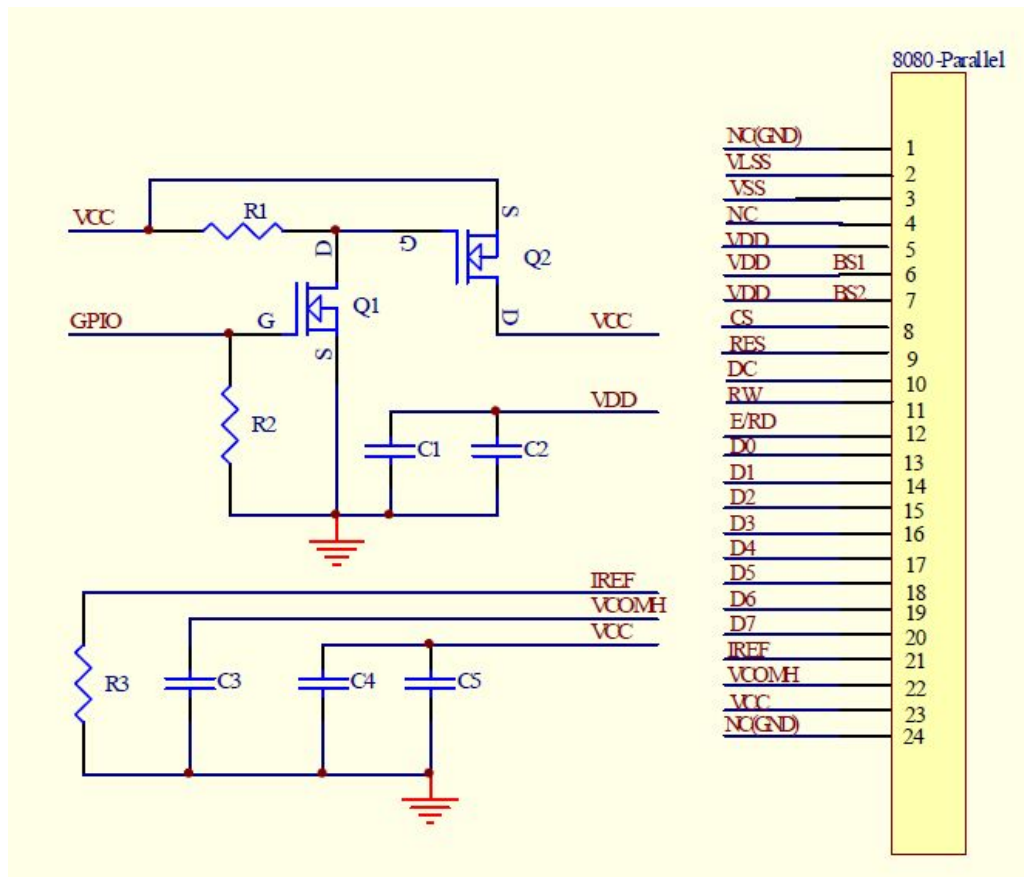 8080-Parallel
VCC
R1
D
G
S
Q2
D
VCC
GPIO
G
Q1
S
R2
VDD
C1
C2
IREF
VCOMH
VCC
R3
C3
C4
C5
NC(GND) 1
VLSS 2
VSS 3
NC 4
VDD 5
VDD BS1 6
VDD BS2 7
CS 8
RES 9
DC 10
RW 11
E/RD 12
D0 13
D1 14
D2 15
D3 16
D4 17
D5 18
D6 19
D7 20
IREF 21
VCOMH 22
VCC 23
NC(GND) 24